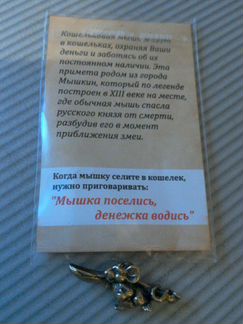 Кошельковая мышь живёт
в кошельках, охраняя Ваши
деньги и заботясь об их
постоянном наличии. Эта
примета родом из города
Мышкин, который по легенде
построен в XIII веке на месте,
где обычная мышь спасла
русского князя от смерти,
разбудив его в момент
приближения змеи.
Когда мышку селите в кошелек,
нужно приговаривать:
"Мышка поселись,
денежка водись"